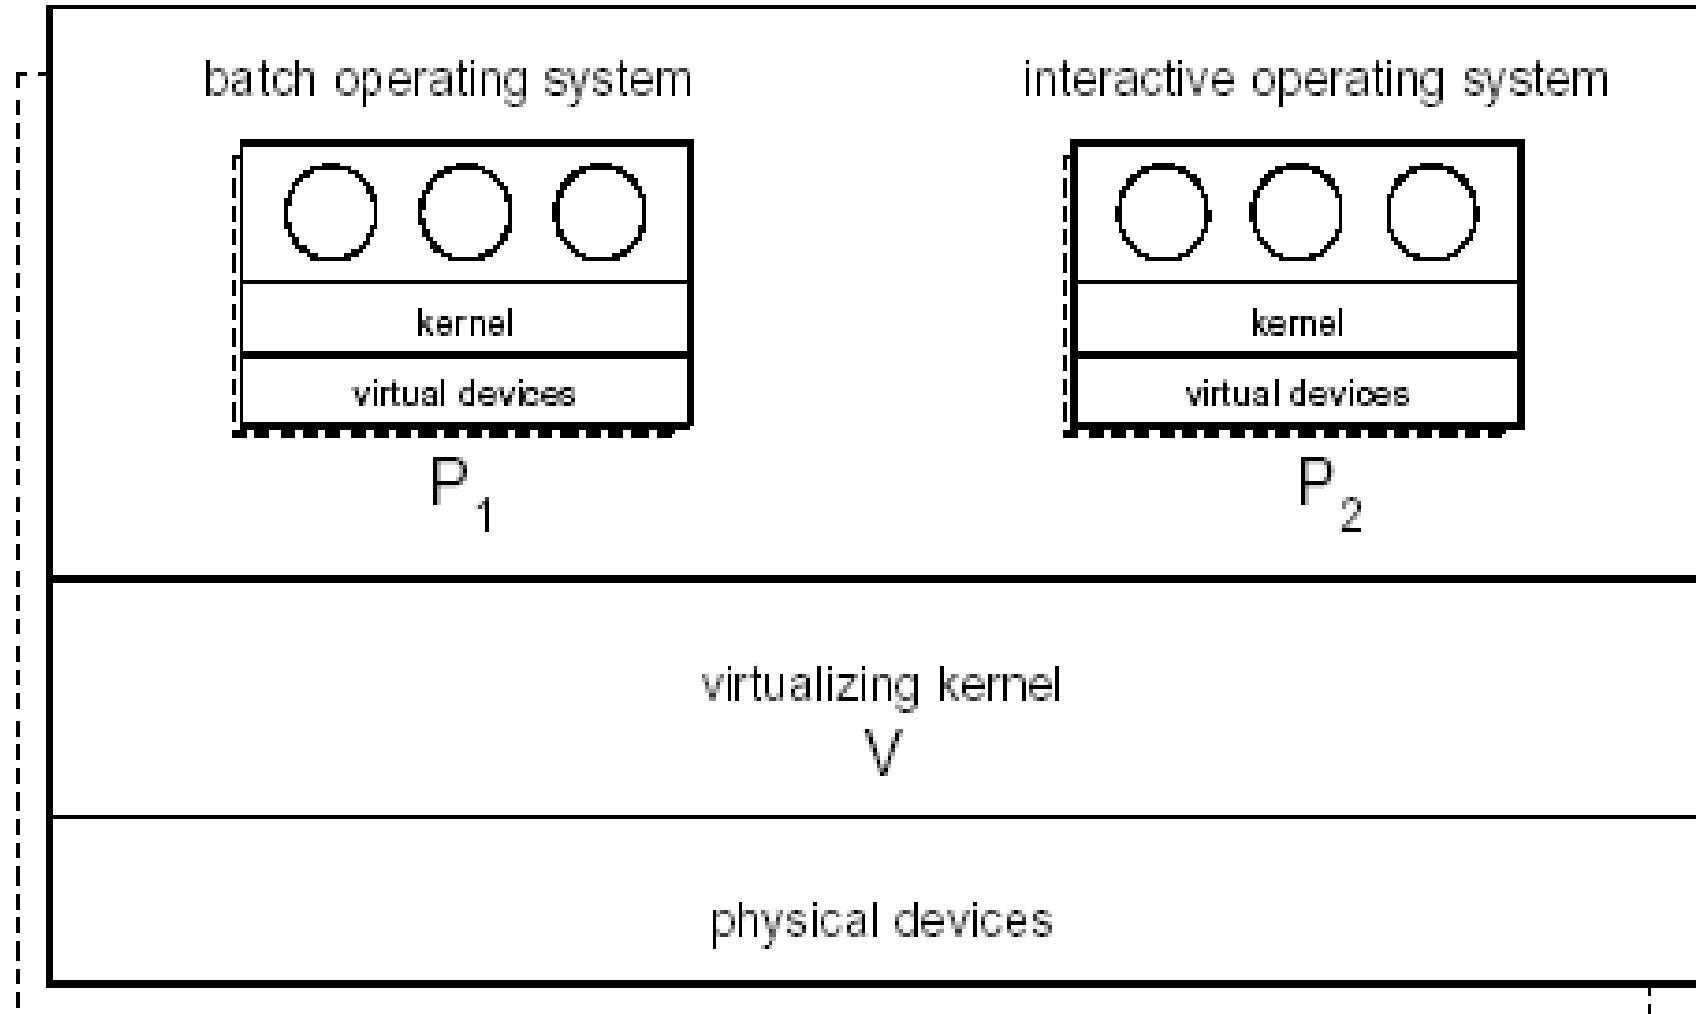 batch operating system
interactive operating system
kernel
kernel
virtual devices
virtual devices
P1
P2
virtualizing kernel
V
physical devices